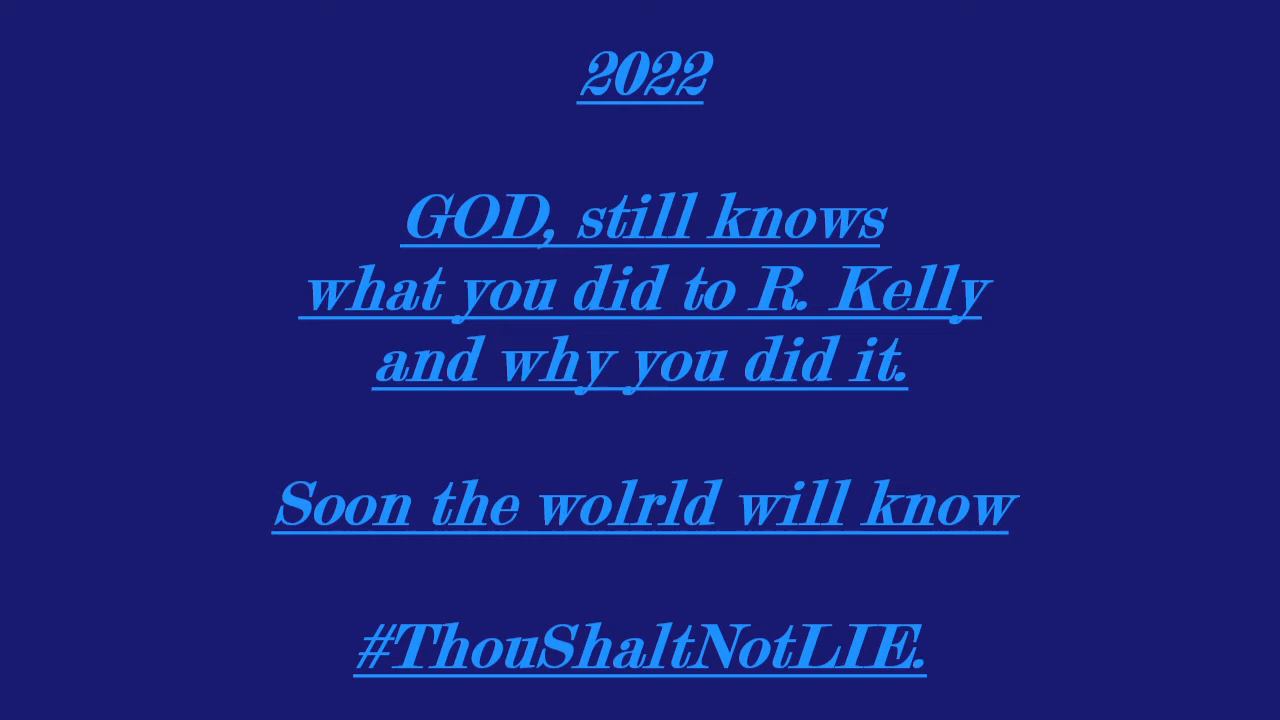 2022
GOD, still knows
what you did to R. Kelly
and why you did it.
Soon the wolrld will know
#ThouShaltNotLIE.